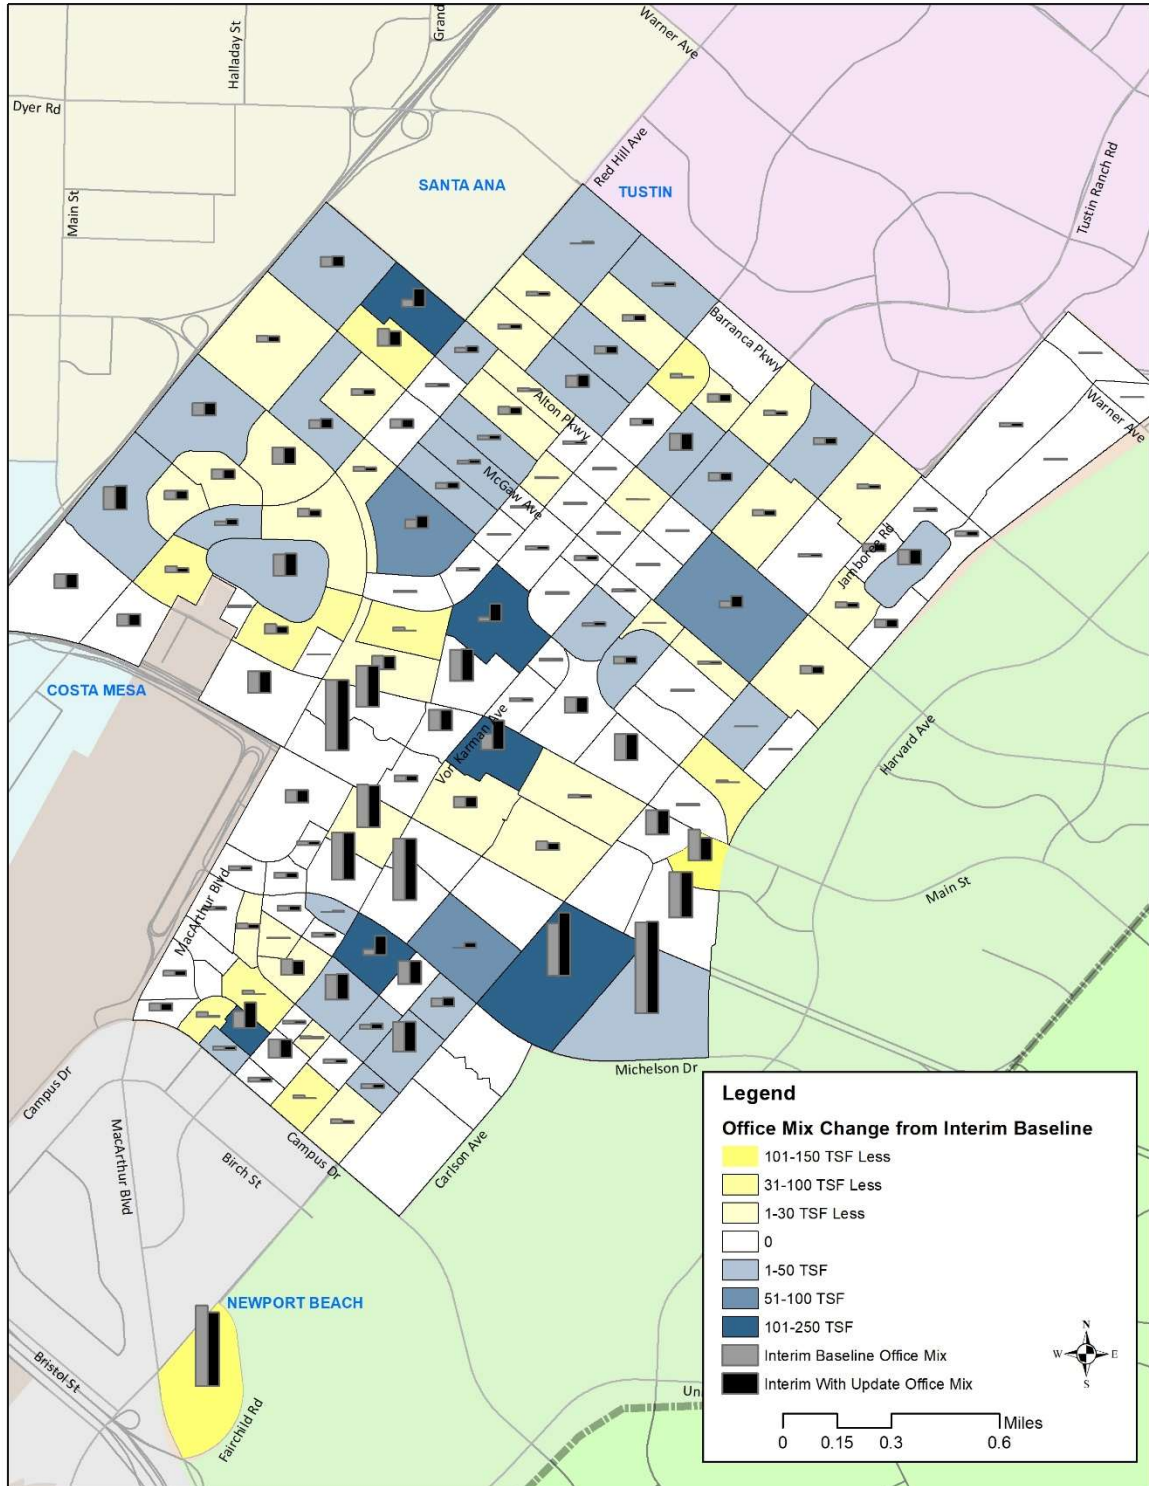 Grand
Halladay St
Warner Ave
Dyer Rd
Red Hill Ave
SANTA ANA
TUSTIN
Main St
Tustin Ranch Rd
Barranca Pkwy
Alton Pkwy
Warner Ave
McGaw Ave
Jamboree Rd
COSTA MESA
Von Karman Ave
Harvard Ave
Main St
MacArthur Blvd
Michelson Dr
Campus Dr
MacArthur Blvd
Birch St
Campus Dr
Carlson Ave
NEWPORT BEACH
Bristol St
Fairchild Rd
Legend
Office Mix Change from Interim Baseline
101-150 TSF Less
31-100 TSF Less
1-30 TSF Less
0
1-50 TSF
51-100 TSF
101-250 TSF
Interim Baseline Office Mix
Interim With Update Office Mix
N
W E
S
Miles
0 0.15 0.3 0.6
Un